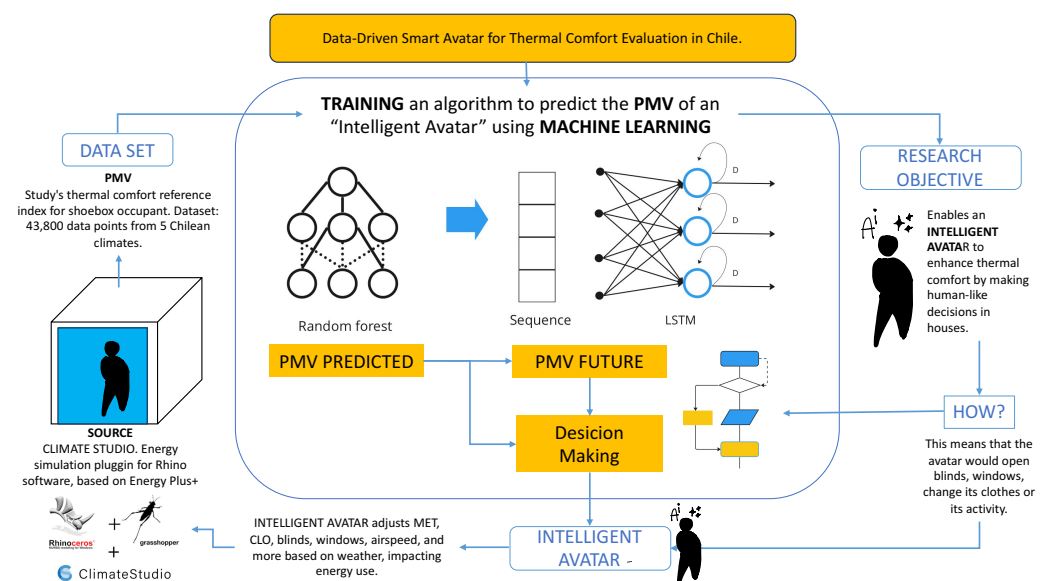 Data-Driven Smart Avatar for Thermal Comfort Evaluation in Chile.
TRAINING an algorithm to predict the PMV of an
“Intelligent Avatar” using MACHINE LEARNING
DATA SET
PMV
Study's thermal comfort reference
index for shoebox occupant. Dataset:
43,800 data points from 5 Chilean
climates.
SOURCE
CLIMATE STUDIO. Energy
simulation pluggin for Rhino
software, based on Energy Plus+
Rhinoceros
+
grasshopper
+
ClimateStudio
D
D
D
Random forest
Sequence
LSTM
PMV PREDICTED
PMV FUTURE
Desicion
Making
RESEARCH
OBJECTIVE
Ai
Enables an
INTELLIGENT
AVATAR to
enhance thermal
comfort by making
human-like
decisions in
houses.
HOW?
This means that the
avatar would open
blinds, windows,
change its clothes or
its activity.
Ai
INTELLIGENT
AVATAR -
INTELLIGENT AVATAR adjusts MET,
CLO, blinds, windows, airspeed, and
more based on weather, impacting
energy use.